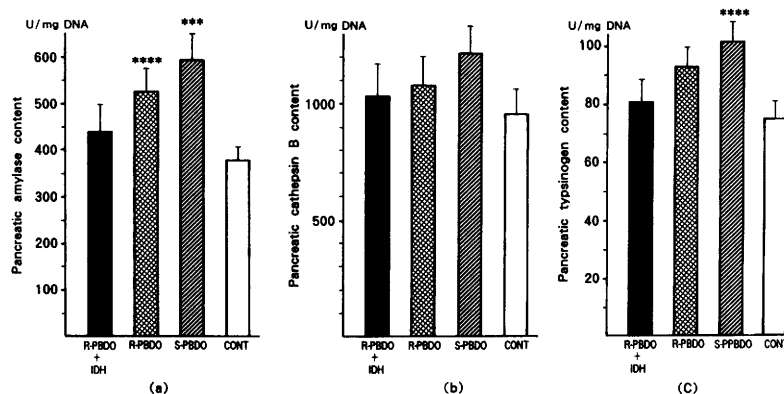 U/mg DNA
600
500
400
300
200
100
Pancreatic amylase content
****
***
R-PBDO
+
IDH
R-PBDO
S-PBDO
CONT
(a)
U/mg DNA
1000
500
Pancreatic cathepsin B content
R-PBDO
+
IDH
R-PBDO
S-PBDO
CONT
(b)
U/mg DNA
100
80
60
40
20
Pancreatic typsinogen content
****
R-PBDO
+
IDH
R-PBDO
S-PPBDO
CONT
(C)